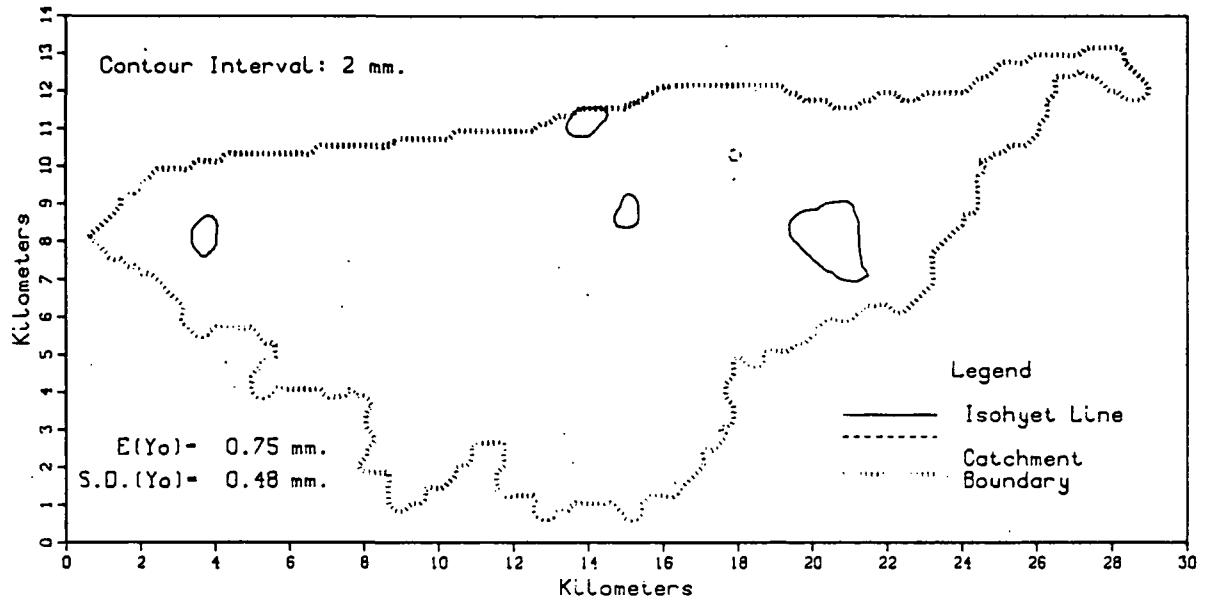 Contour Interval: 2 mm.
E(Yo)= 0.75 mm.
S.D.(Yo)= 0.48 mm.
Legend
Isohyet Line
Catchment
Boundary
Kilometers
14
13
12
11
10
9
8
7
6
5
4
3
2
1
0
0 2 4 6 8 10 12 14 16 18 20 22 24 26 28 30
Kilometers